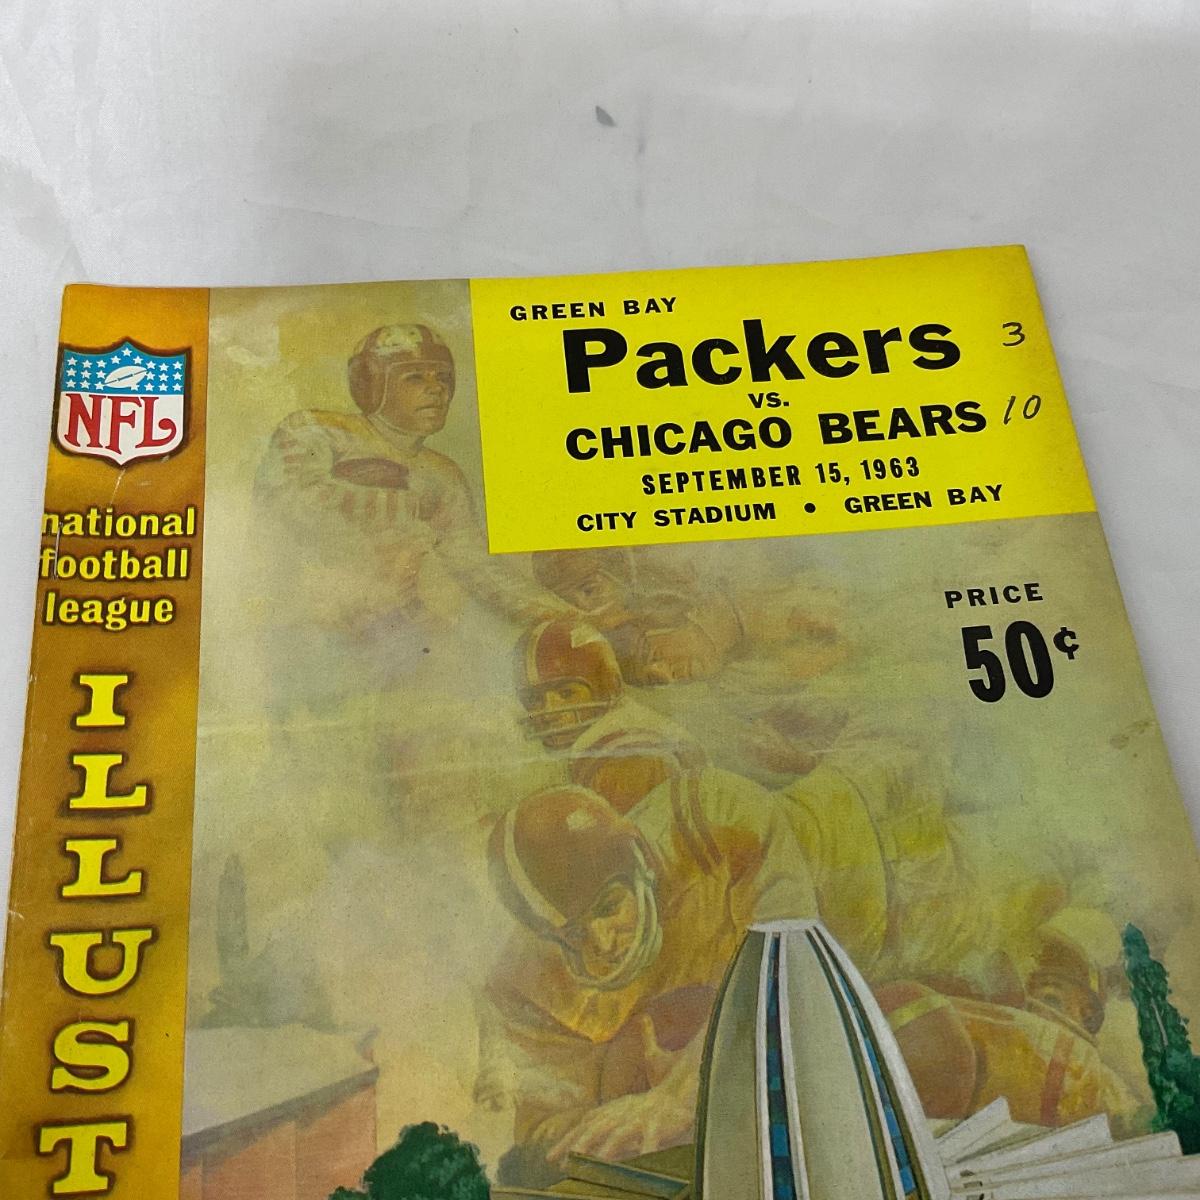 NFL
national
football
league
ILLUST
GREEN BAY
Packers 3
VS.
CHICAGO BEARS 10
SEPTEMBER 15, 1963
CITY STADIUM • GREEN BAY
PRICE
50¢